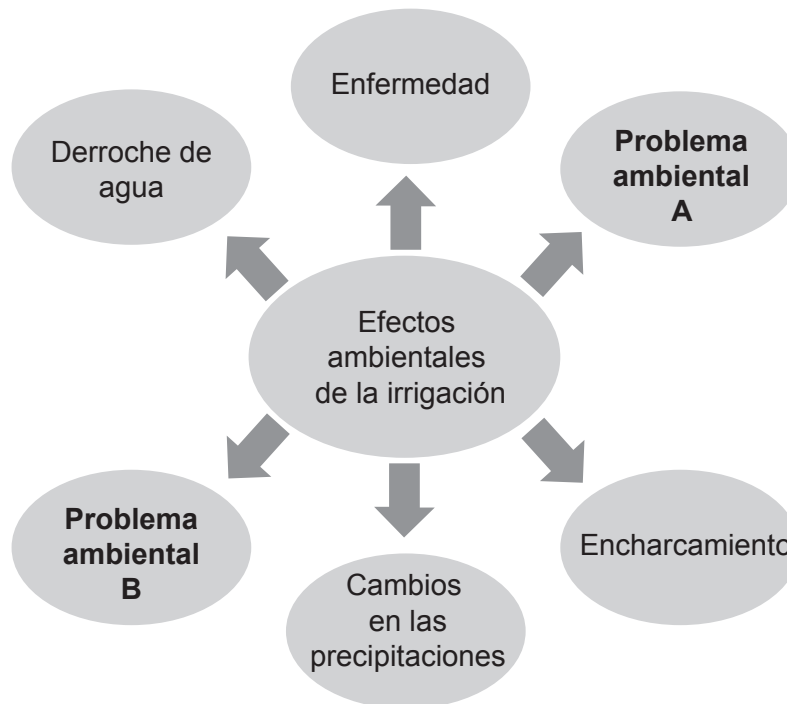 Enfermedad
Derroche de
agua
Problema
ambiental
A
Efectos
ambientales
de la irrigación
Problema
ambiental
B
Encharcamiento
Cambios
en las
precipitaciones